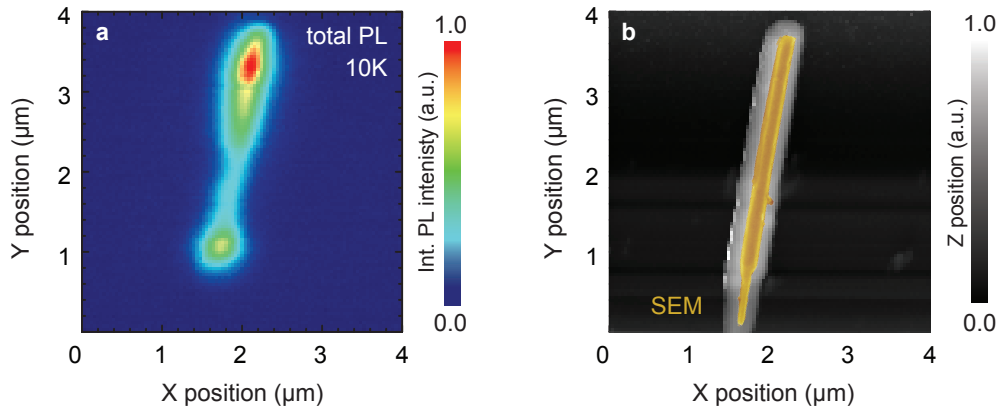 a
total PL
10K
4
3
2
1
0
0 1 2 3 4
X position (µm)
Y position (µm)
1.0
Int. PL intenisty (a.u.)
0.0
b
SEM
4
3
2
1
0
0 1 2 3 4
X position (µm)
Y position (µm)
1.0
Z position (a.u.)
0.0